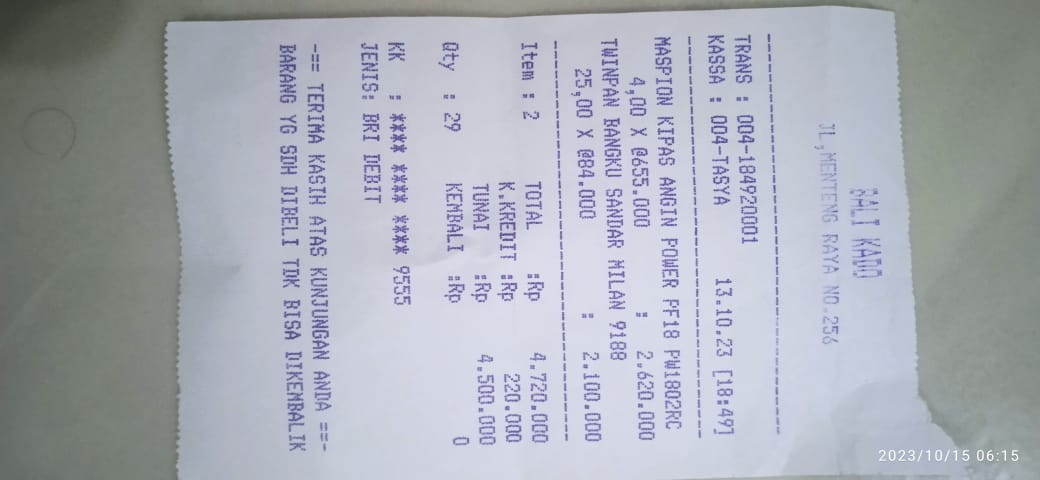 BALI KADO
JL.MENTENG RAYA NO.256
TRANS : 004-184920001
KASSA : 004-TASYA 13.10.23 [18:49]
MASPION KIPAS ANGIN POWER PF18 PW1802RC
4,00 X @655.000 : 2.620.000
TWINPAN BANGKU SANDAR MILAN 9188
25,00 X @84.000 : 2.100.000
Item : 2 TOTAL :Rp 4.720.000
K.KREDIT :Rp 220.000
TUNAI :Rp 4.500.000
Qty : 29 KEMBALI :Rp 0
KK : **** **** **** 9555
JENIS: BRI DEBIT
-== TERIMA KASIH ATAS KUNJUNGAN ANDA ==-
BARANG YG SDH DIBELI TDK BISA DIKEMBALIK
2023/10/15 06:15